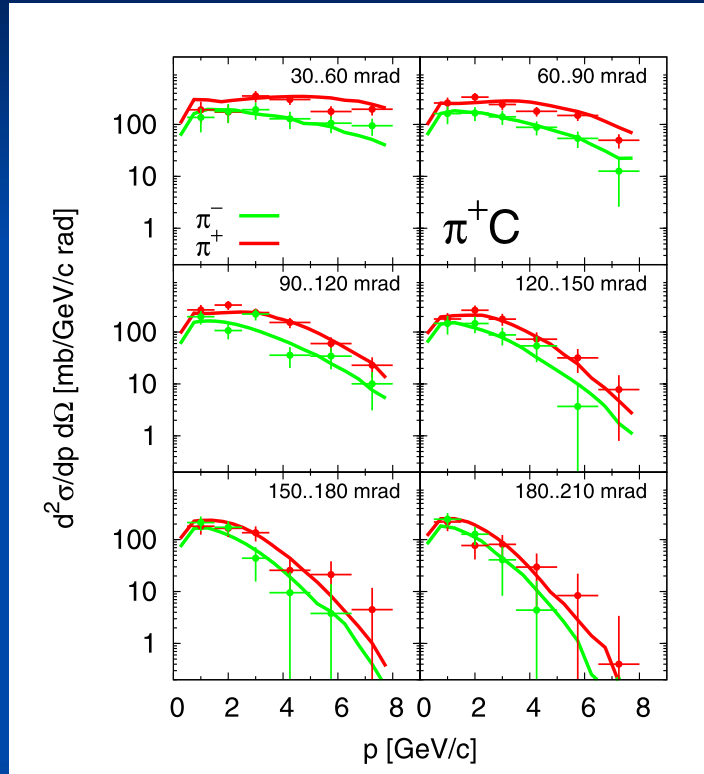 30..60 mrad
60..90 mrad
100
10
1
π⁻
π⁺
π⁺C
90..120 mrad
120..150 mrad
100
10
1
150..180 mrad
180..210 mrad
100
10
1
0 2 4 6 8 0 2 4 6 8
p [GeV/c]
d²σ/dp dΩ [mb/GeV/c rad]